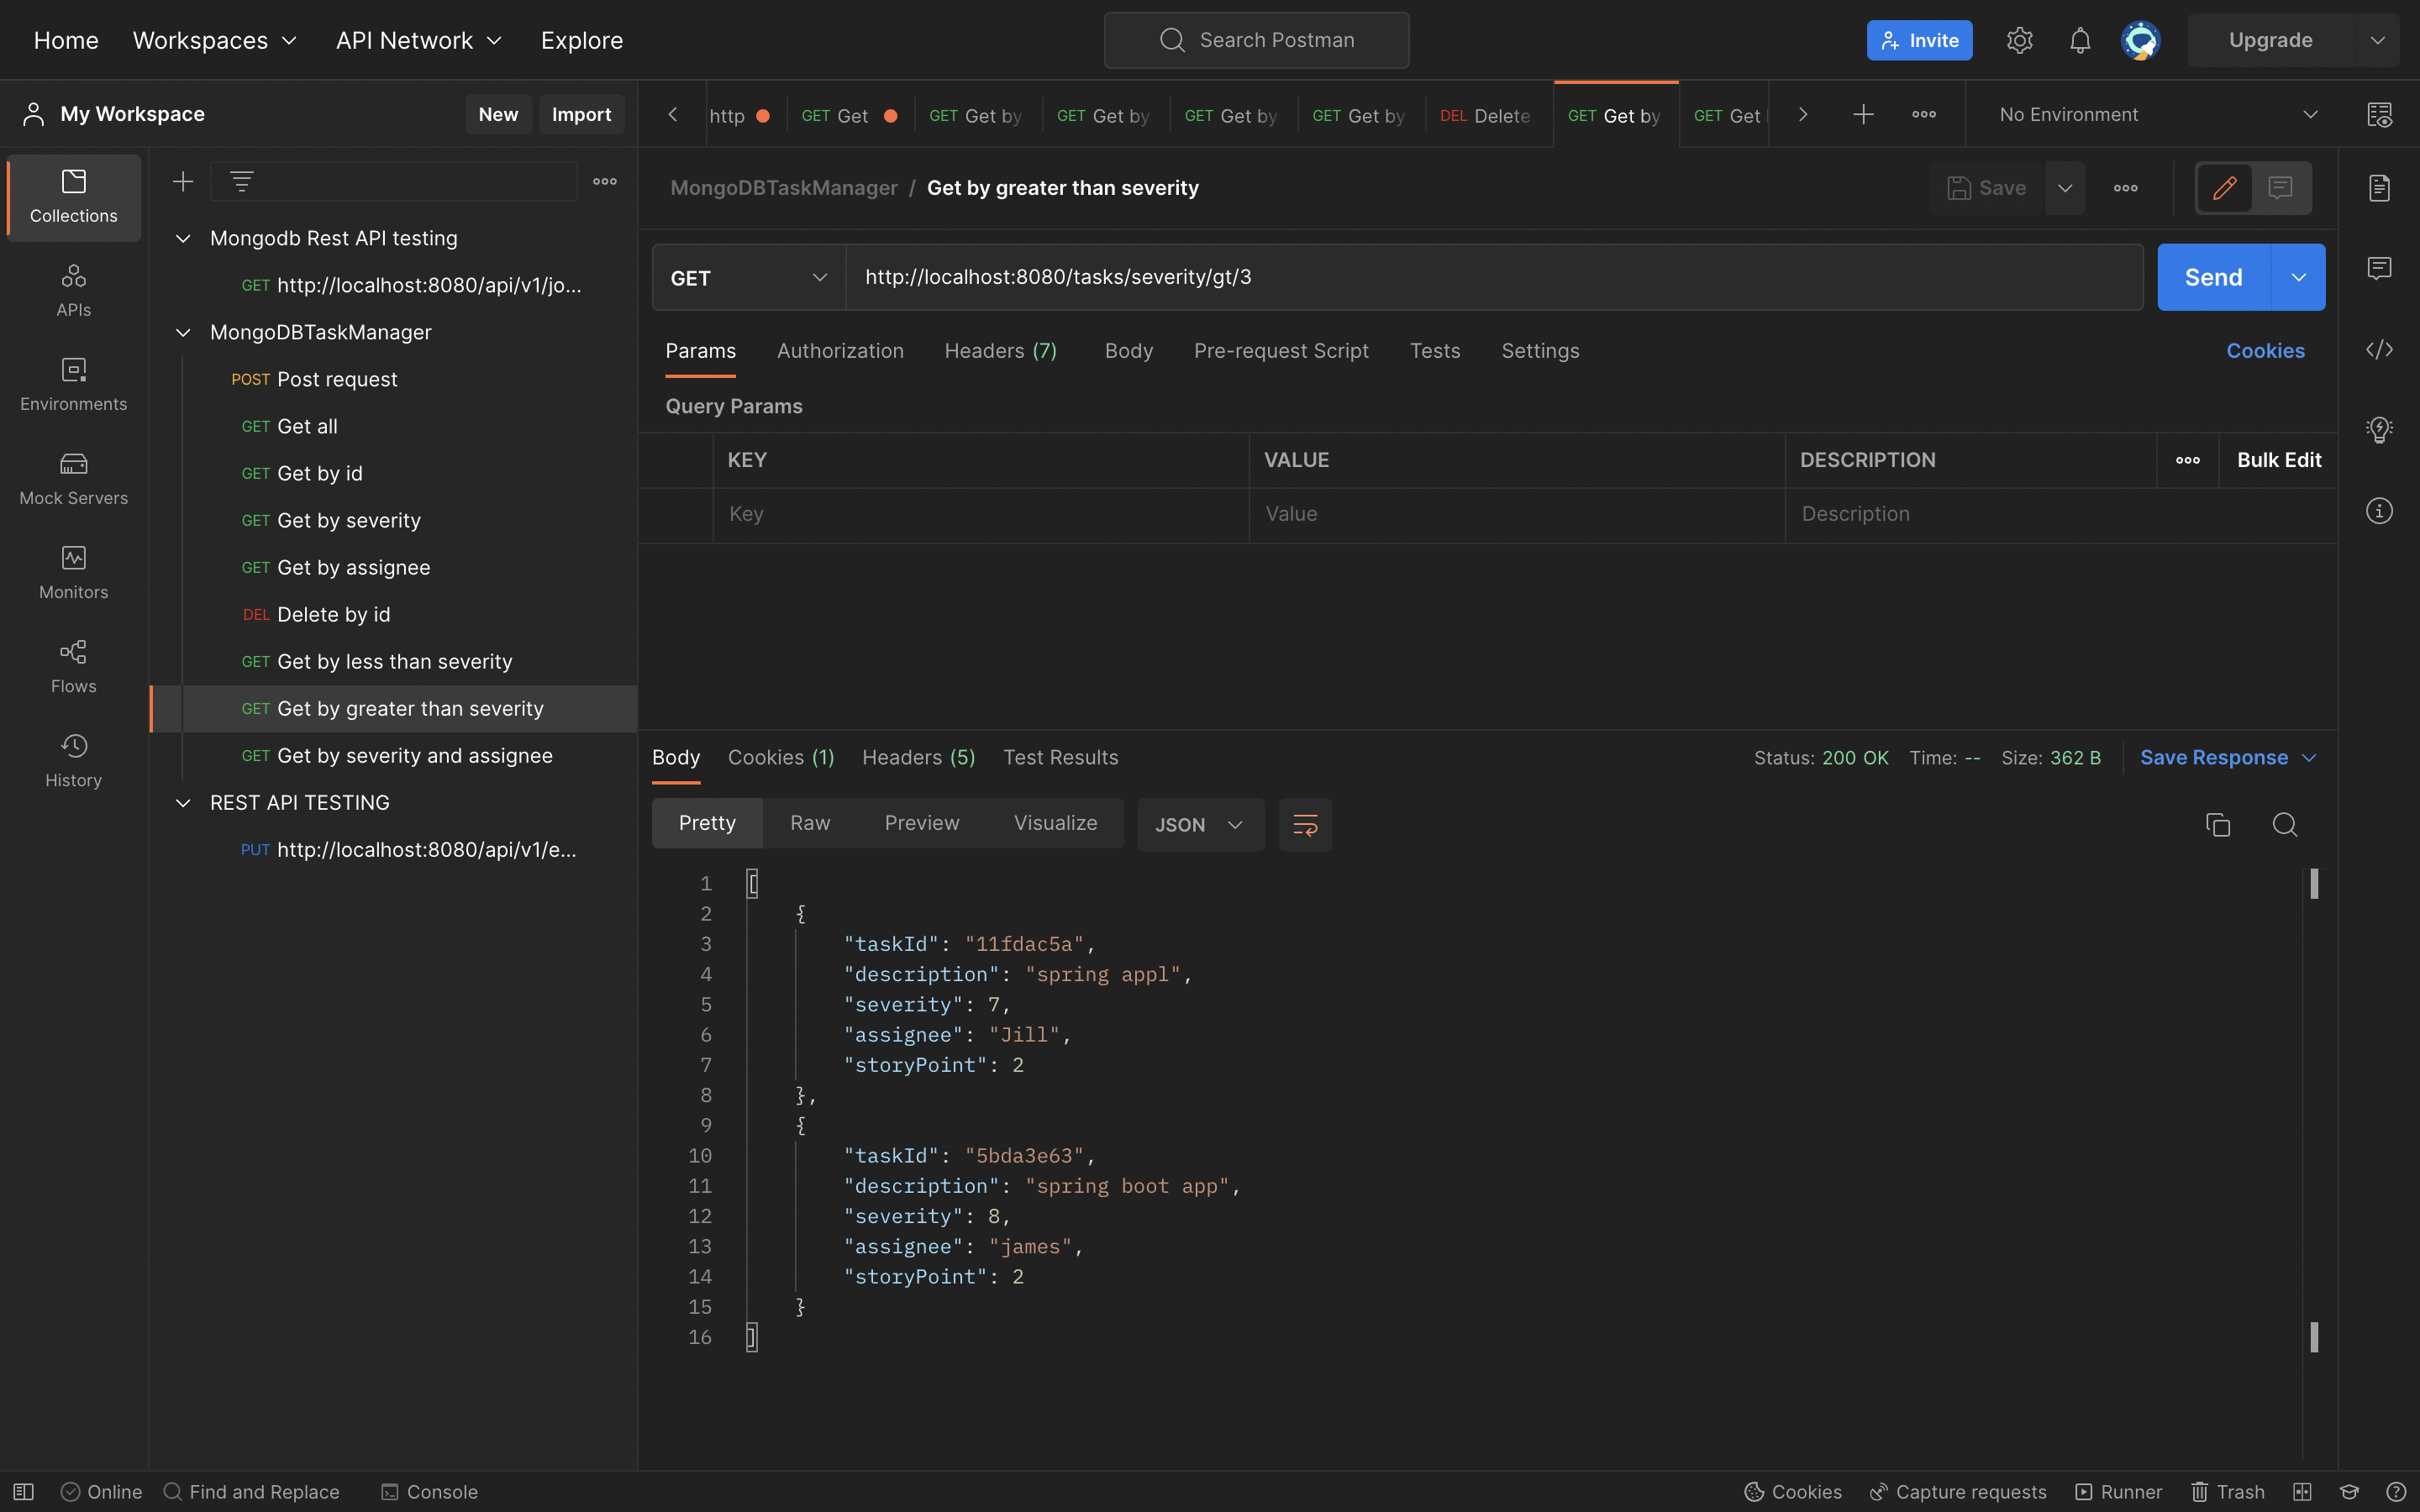 Home Workspaces API Network Explore Search Postman Invite Upgrade
My Workspace New Import
http GET Get GET Get by GET Get by GET Get by GET Get by DEL Delete GET Get by GET Get No Environment
Collections
APIs
Environments
Mock Servers
Monitors
Flows
History
Mongodb Rest API testing
GET http://localhost:8080/api/v1/jo...
MongoDBTaskManager
POST Post request
GET Get all
GET Get by id
GET Get by severity
GET Get by assignee
DEL Delete by id
GET Get by less than severity
GET Get by greater than severity
GET Get by severity and assignee
REST API TESTING
PUT http://localhost:8080/api/v1/e...
MongoDBTaskManager / Get by greater than severity Save
GET http://localhost:8080/tasks/severity/gt/3 Send
Params Authorization Headers (7) Body Pre-request Script Tests Settings Cookies
Query Params
KEY VALUE DESCRIPTION Bulk Edit
Key Value Description
Body Cookies (1) Headers (5) Test Results Status: 200 OK Time: -- Size: 362 B Save Response
Pretty Raw Preview Visualize JSON
1 [
2 {
3 "taskId": "11fdac5a",
4 "description": "spring appl",
5 "severity": 7,
6 "assignee": "Jill",
7 "storyPoint": 2
8 },
9 {
10 "taskId": "5bda3e63",
11 "description": "spring boot app",
12 "severity": 8,
13 "assignee": "james",
14 "storyPoint": 2
15 }
16 ]
Online Find and Replace Console Cookies Capture requests Runner Trash